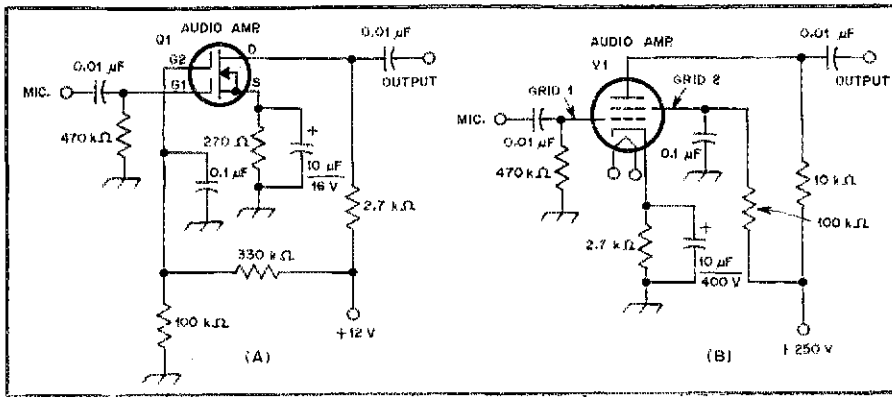 AUDIO AMP.
Q1
G2
D
0.01 µF
0.01 µF
G1
S
OUTPUT
MIC.
470 kΩ
270 Ω
+
10 µF
16 V
0.1 µF
2.7 kΩ
330 kΩ
100 kΩ
+12 V
(A)
AUDIO AMP.
V1
0.01 µF
GRID 2
OUTPUT
GRID 1
MIC.
0.01 µF
0.1 µF
470 kΩ
10 kΩ
100 kΩ
2.7 kΩ
+
10 µF
400 V
+250 V
(B)